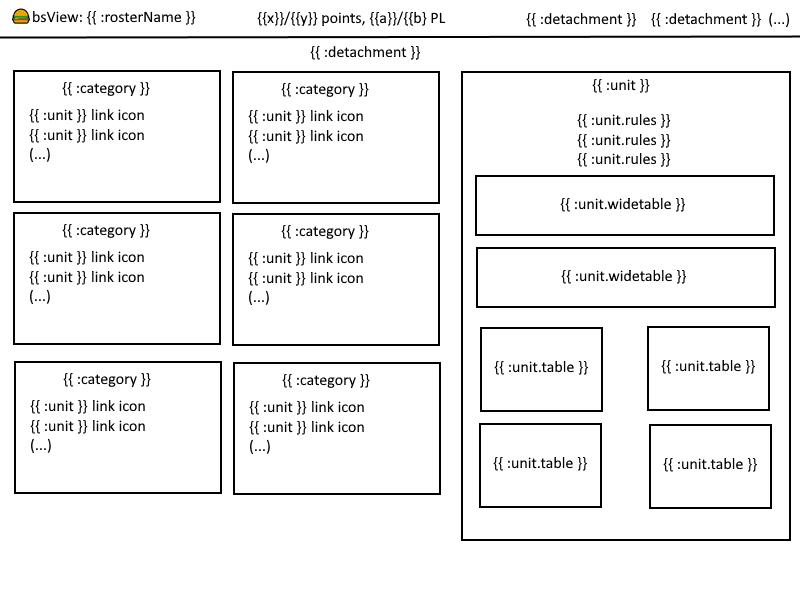 bsView: {{ :rosterName }}
{{x}}/{{y}} points, {{a}}/{{b} PL
{{ :detachment }} {{ :detachment }} (...)
{{ :detachment }}
{{ :category }}
{{ :unit }} link icon
{{ :unit }} link icon
(...)
{{ :category }}
{{ :unit }} link icon
{{ :unit }} link icon
(...)
{{ :category }}
{{ :unit }} link icon
{{ :unit }} link icon
(...)
{{ :category }}
{{ :unit }} link icon
{{ :unit }} link icon
(...)
{{ :category }}
{{ :unit }} link icon
{{ :unit }} link icon
(...)
{{ :category }}
{{ :unit }} link icon
{{ :unit }} link icon
(...)
{{ :unit }}
{{ :unit.rules }}
{{ :unit.rules }}
{{ :unit.rules }}
{{ :unit.widetable }}
{{ :unit.widetable }}
{{ :unit.table }}
{{ :unit.table }}
{{ :unit.table }}
{{ :unit.table }}